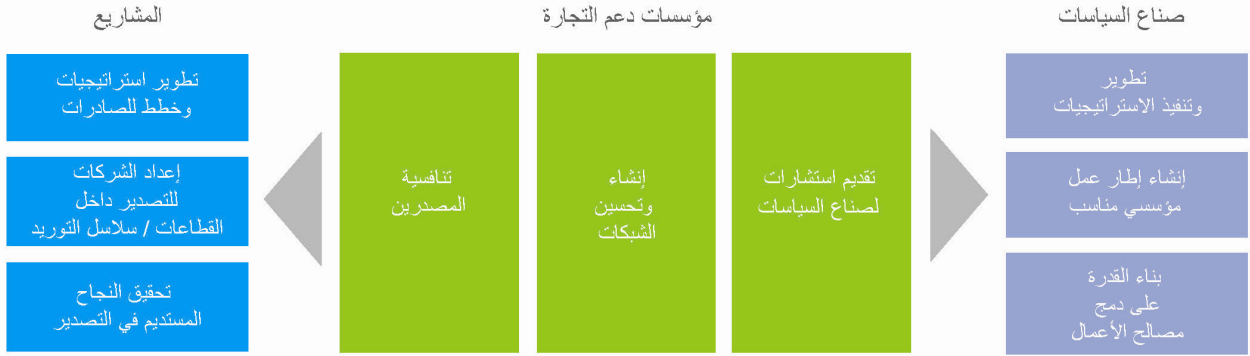 صناع السياسات
تطوير
وتنفيذ الاستراتيجيات
إنشاء إطار عمل
مؤسسي مناسب
بناء القدرة
على دمج
مصالح الأعمال
مؤسسات دعم التجارة
تقديم استشارات
لصناع السياسات
إنشاء
وتحسين
الشبكات
تنافسية
المصدرين
المشاريع
تطوير استراتيجيات
وخطط للصادرات
إعداد الشركات
للتصدير داخل
القطاعات / سلاسل التوريد
تحقيق النجاح
المستديم في التصدير